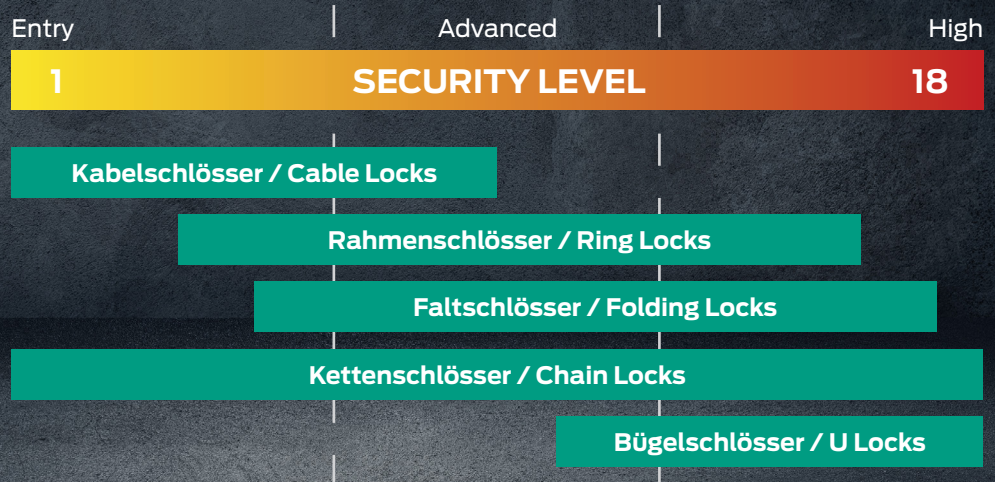 Entry Advanced High
1 SECURITY LEVEL 18
Kabelschlösser / Cable Locks
Rahmenschlösser / Ring Locks
Faltschlösser / Folding Locks
Kettenschlösser / Chain Locks
Bügelschlösser / U Locks